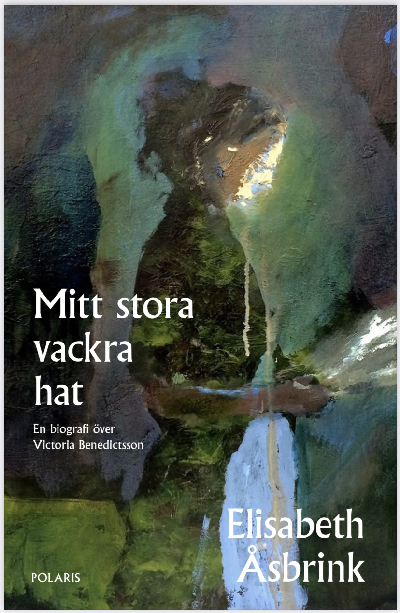 Mitt stora
vackra
hat
En biografi över
Victoria Benedictsson
Elisabeth
Åsbrink
POLARIS